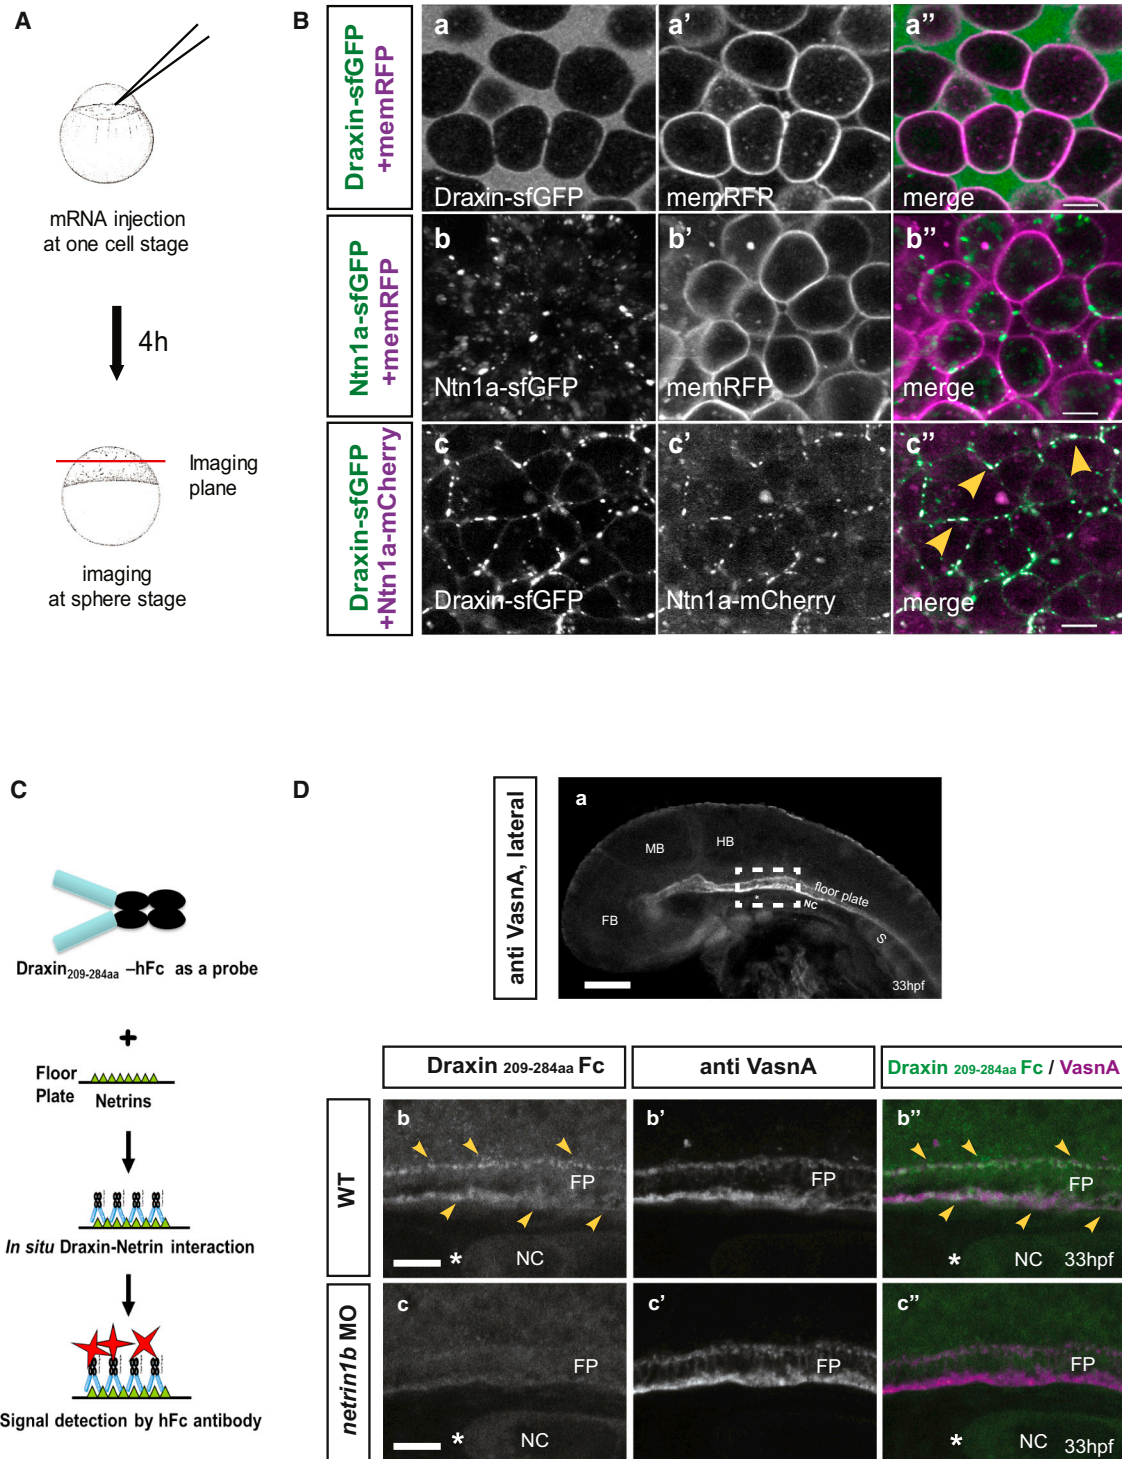 A
mRNA injection
at one cell stage
4h
Imaging
plane
imaging
at sphere stage
B
Draxin-sfGFP
+memRFP
a
Draxin-sfGFP
a'
memRFP
a''
merge
Ntn1a-sfGFP
+memRFP
b
Ntn1a-sfGFP
b'
memRFP
b''
merge
Draxin-sfGFP
+Ntn1a-mCherry
c
Draxin-sfGFP
c'
Ntn1a-mCherry
c''
merge
C
Draxin209-284aa –hFc as a probe
+
Floor
Plate
Netrins
In situ Draxin-Netrin interaction
Signal detection by hFc antibody
D
anti VasnA, lateral
a
MB
HB
FB
floor plate
*
NC
S
33hpf
Draxin 209-284aa Fc
anti VasnA
Draxin 209-284aa Fc / VasnA
WT
b
FP
* NC
b'
FP
b''
FP
* NC 33hpf
netrin1b MO
c
FP
* NC
c'
FP
c''
FP
* NC 33hpf